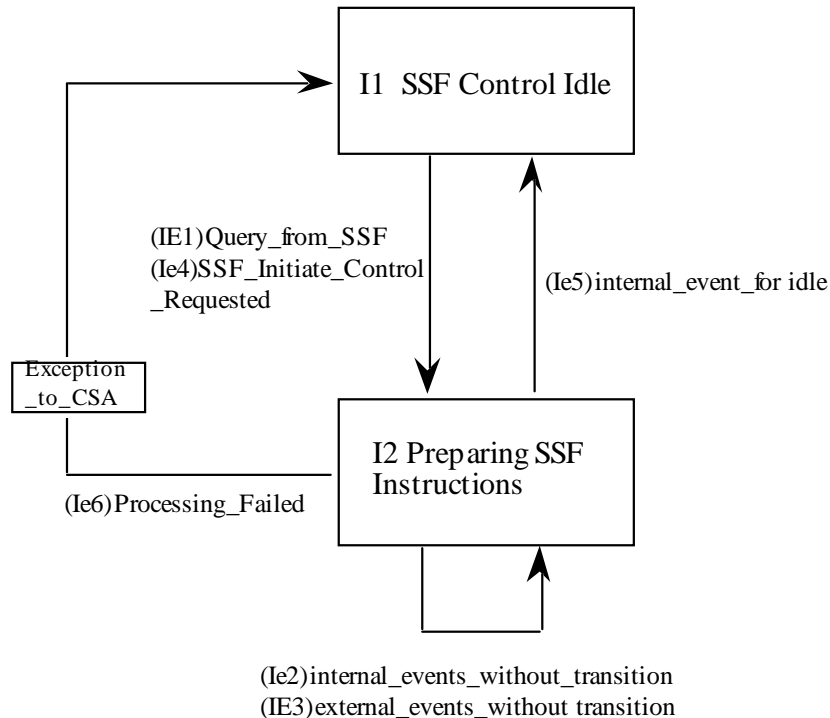 I1 SSF Control Idle
(IE1)Query_from_SSF
(Ie4)SSF_Initiate_Control
_Requested
(Ie5)internal_event_for idle
Exception
_to_CSA
I2 Preparing SSF
Instructions
(Ie6)Processing_Failed
(Ie2)internal_events_without_transition
(IE3)external_events_without transition